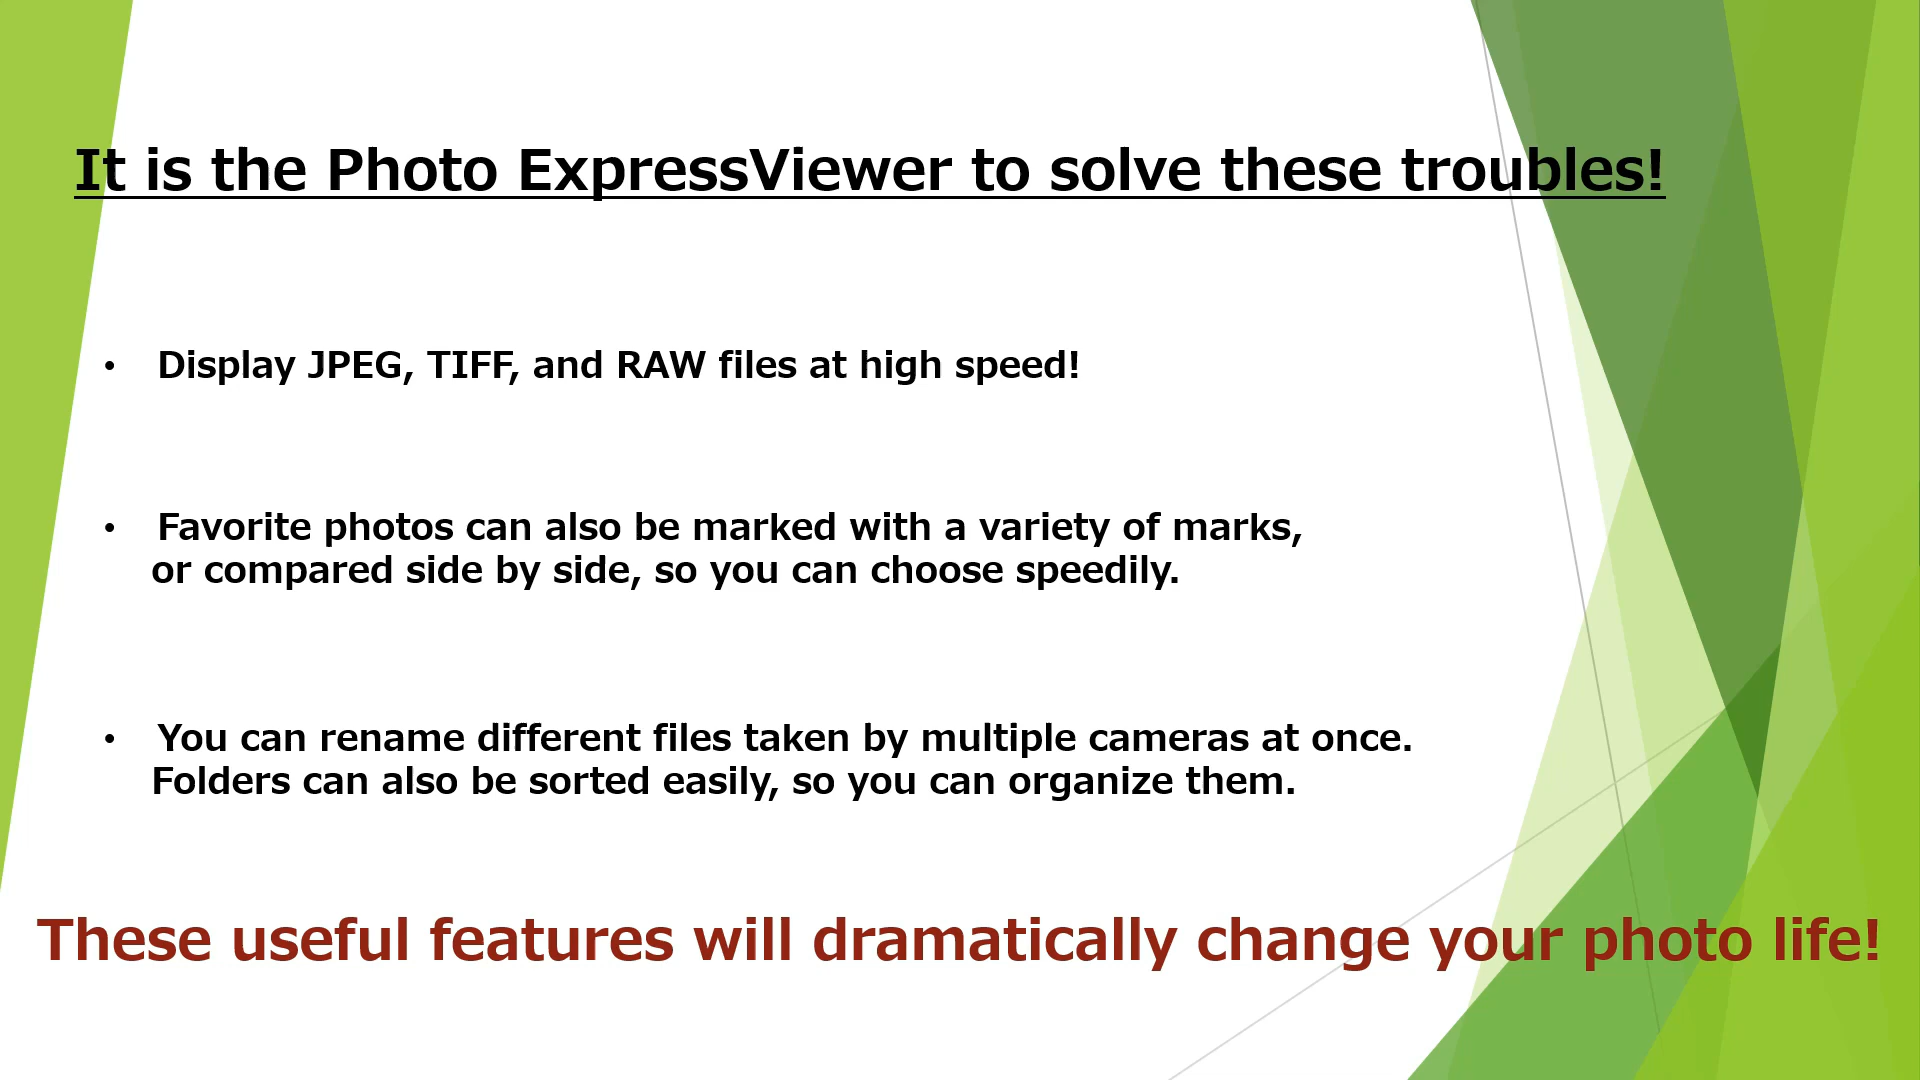 It is the Photo ExpressViewer to solve these troubles!
• Display JPEG, TIFF, and RAW files at high speed!
• Favorite photos can also be marked with a variety of marks,
or compared side by side, so you can choose speedily.
• You can rename different files taken by multiple cameras at once.
Folders can also be sorted easily, so you can organize them.
These useful features will dramatically change your photo life!